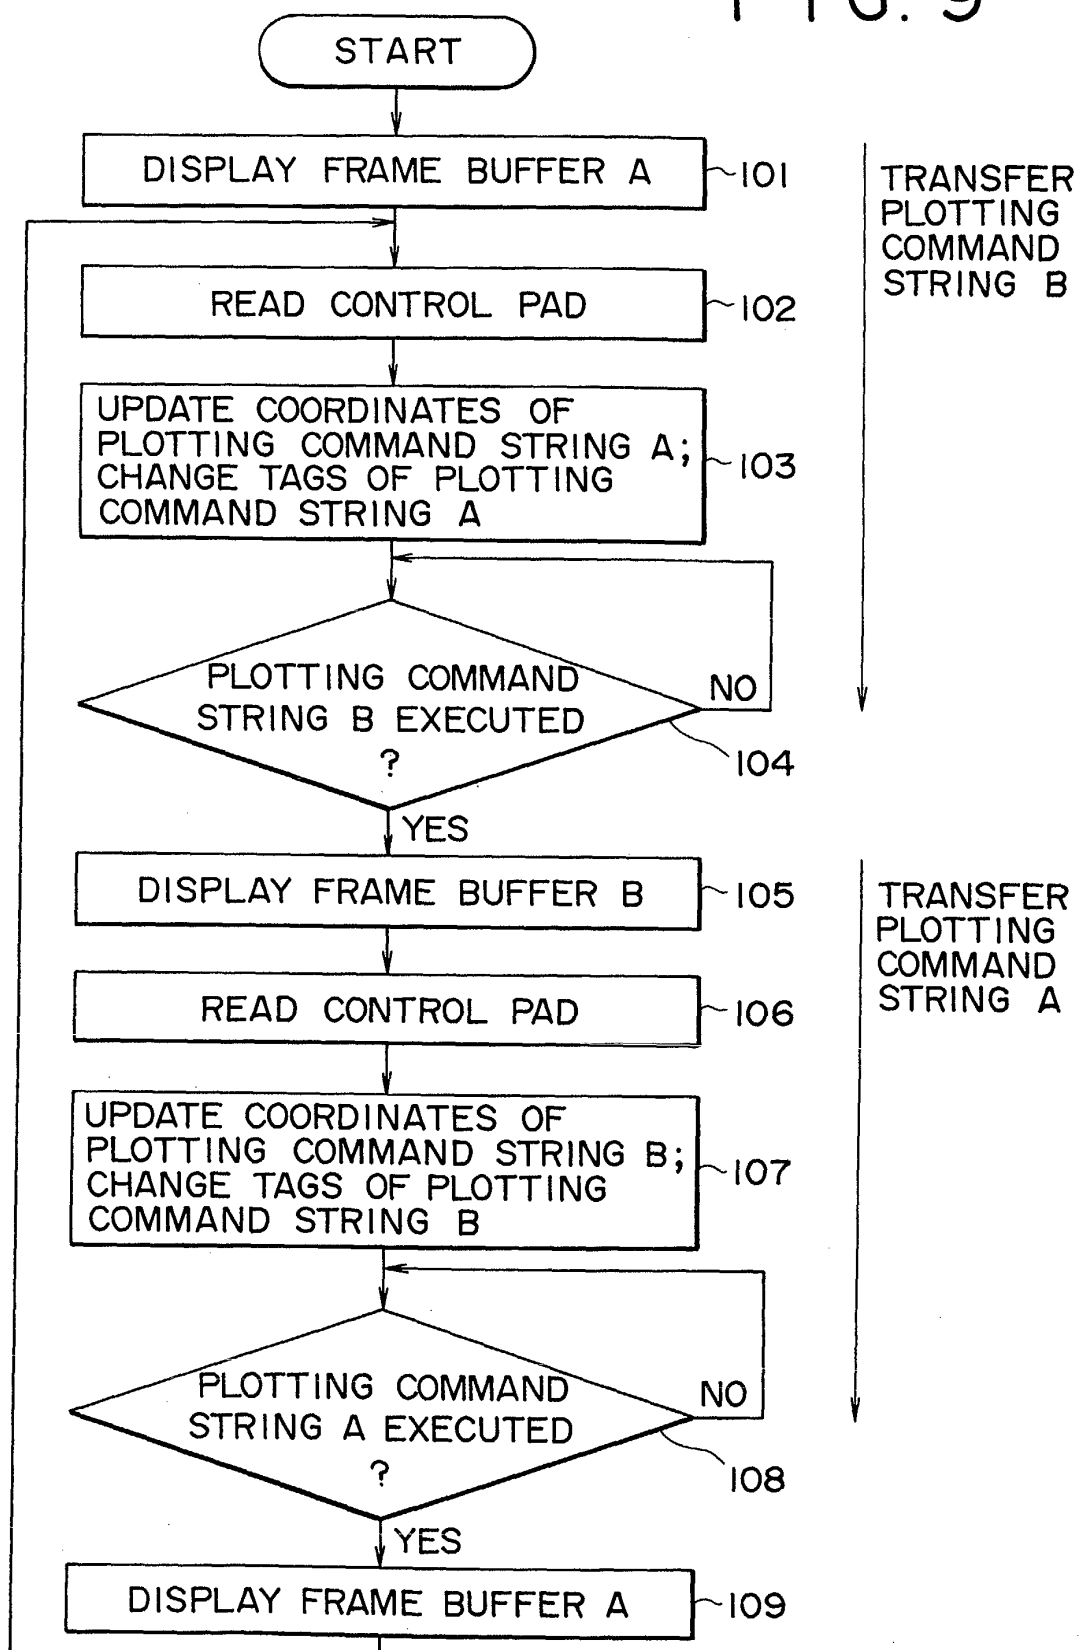 FIG. 9
START
DISPLAY FRAME BUFFER A
101
TRANSFER
PLOTTING
COMMAND
STRING B
READ CONTROL PAD
102
UPDATE COORDINATES OF
PLOTTING COMMAND STRING A;
CHANGE TAGS OF PLOTTING
COMMAND STRING A
103
PLOTTING COMMAND
STRING B EXECUTED
?
NO
104
YES
DISPLAY FRAME BUFFER B
105
TRANSFER
PLOTTING
COMMAND
STRING A
READ CONTROL PAD
106
UPDATE COORDINATES OF
PLOTTING COMMAND STRING B;
CHANGE TAGS OF PLOTTING
COMMAND STRING B
107
PLOTTING COMMAND
STRING A EXECUTED
?
NO
108
YES
DISPLAY FRAME BUFFER A
109